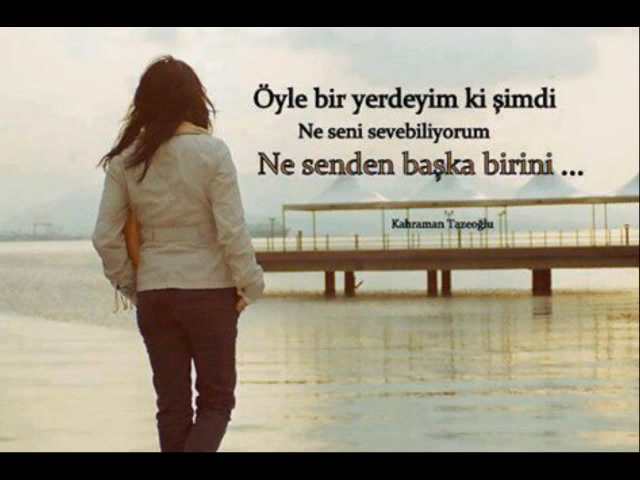 Öyle bir yerdeyim ki şimdi
Ne seni sevebiliyorum
Ne senden başka birini ...
Kahraman Tazeoğlu